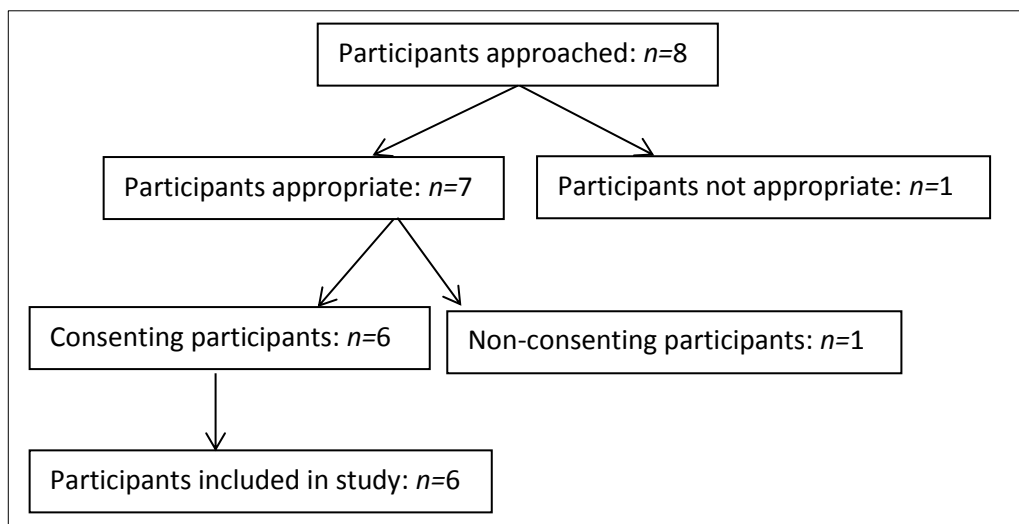 Participants approached: n=8
Participants appropriate: n=7
Participants not appropriate: n=1
Consenting participants: n=6
Non-consenting participants: n=1
Participants included in study: n=6